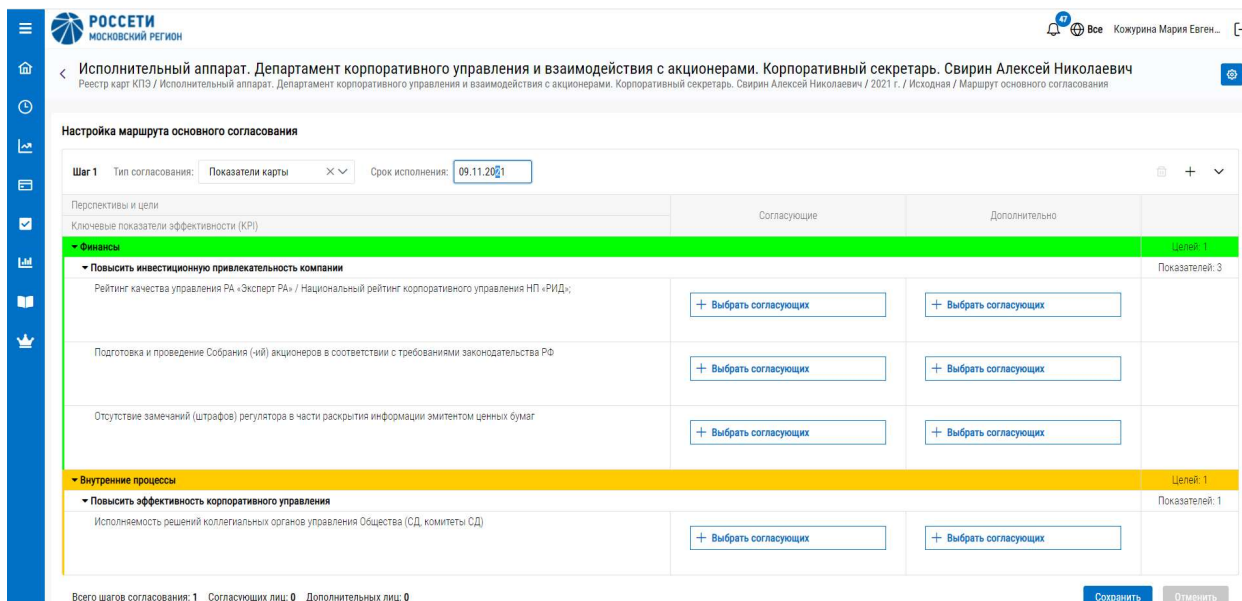 РОССЕТИ
МОСКОВСКИЙ РЕГИОН
47
Все Кожурина Мария Евген...
Исполнительный аппарат. Департамент корпоративного управления и взаимодействия с акционерами. Корпоративный секретарь. Свирин Алексей Николаевич
Реестр карт КПЭ / Исполнительный аппарат. Департамент корпоративного управления и взаимодействия с акционерами. Корпоративный секретарь. Свирин Алексей Николаевич / 2021 г. / Исходная / Маршрут основного согласования
Настройка маршрута основного согласования
Шаг 1 Тип согласования: Показатели карты Срок исполнения: 09.11.2021
Перспективы и цели
Ключевые показатели эффективности (KPI)
Согласующие Дополнительно
Финансы Целей: 1
Повысить инвестиционную привлекательность компании Показателей: 3
Рейтинг качества управления РА «Эксперт РА» / Национальный рейтинг корпоративного управления НП «РИД»;
+ Выбрать согласующих + Выбрать согласующих
Подготовка и проведение Собрания (-ий) акционеров в соответствии с требованиями законодательства РФ
+ Выбрать согласующих + Выбрать согласующих
Отсутствие замечаний (штрафов) регулятора в части раскрытия информации эмитентом ценных бумаг
+ Выбрать согласующих + Выбрать согласующих
Внутренние процессы Целей: 1
Повысить эффективность корпоративного управления Показателей: 1
Исполняемость решений коллегиальных органов управления Общества (СД, комитеты СД)
+ Выбрать согласующих + Выбрать согласующих
Всего шагов согласования: 1 Согласующих лиц: 0 Дополнительных лиц: 0
Сохранить Отменить